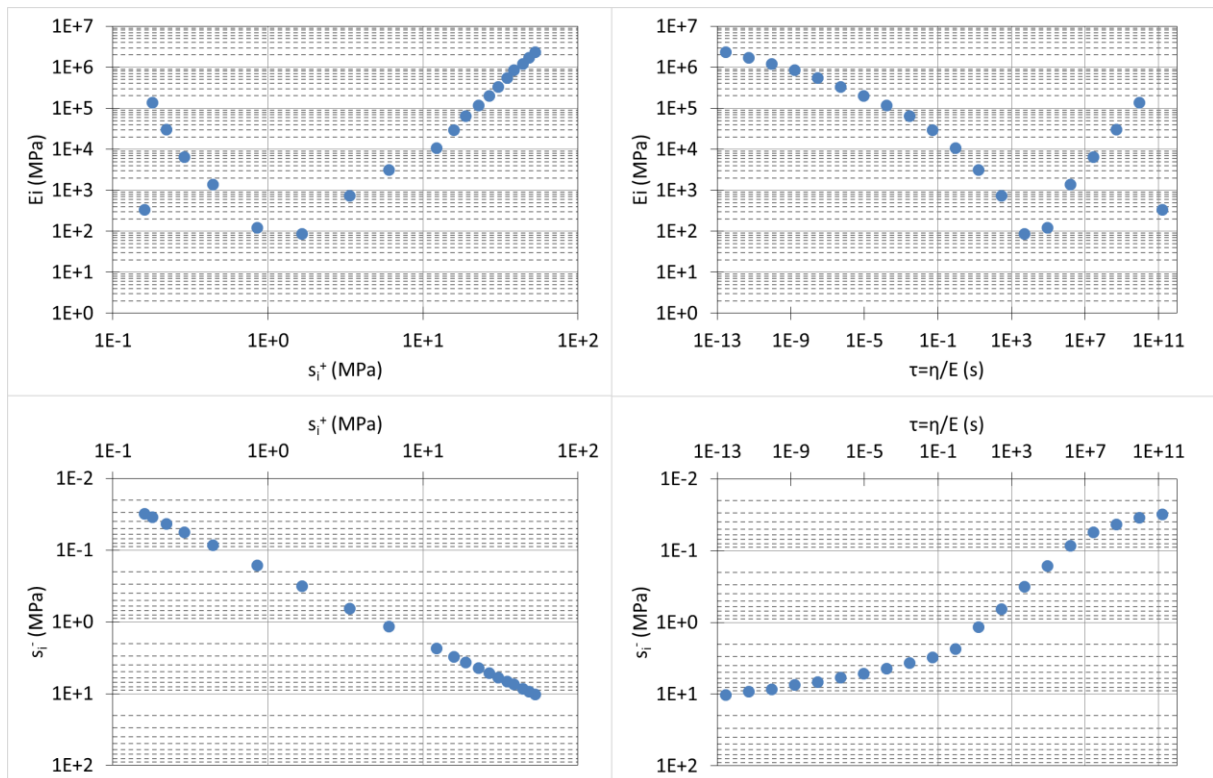 1E+7
1E+6
1E+5
1E+4
1E+3
1E+2
1E+1
1E+0
Ei (MPa)
1E-1 1E+0 1E+1 1E+2
s_i^+ (MPa)
1E+7
1E+6
1E+5
1E+4
1E+3
1E+2
1E+1
1E+0
Ei (MPa)
1E-13 1E-9 1E-5 1E-1 1E+3 1E+7 1E+11
τ=η/E (s)
s_i^+ (MPa)
1E-1 1E+0 1E+1 1E+2
1E-2
1E-1
1E+0
1E+1
1E+2
s_i^- (MPa)
τ=η/E (s)
1E-13 1E-9 1E-5 1E-1 1E+3 1E+7 1E+11
1E-2
1E-1
1E+0
1E+1
1E+2
s_i^- (MPa)